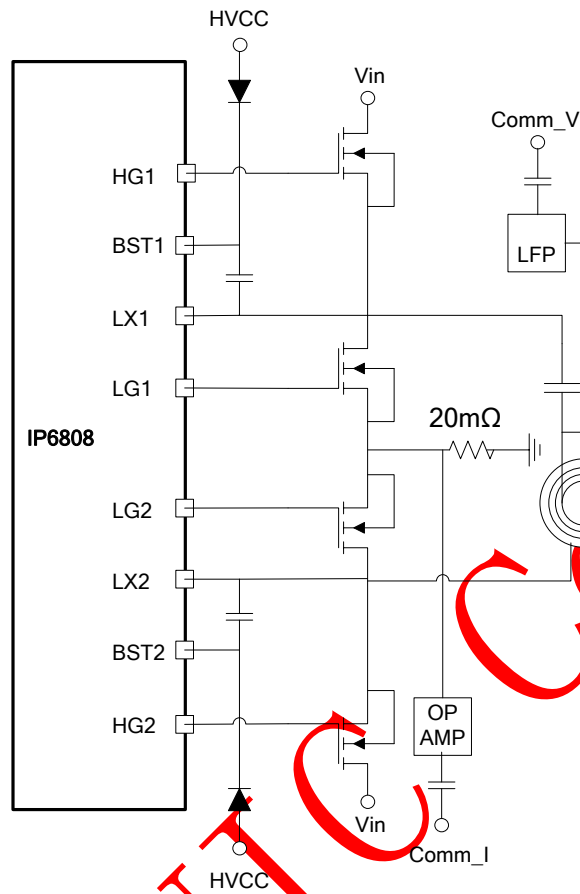 HVCC
Vin
Comm_V
HG1
BST1
LFP
LX1
LG1
20mΩ
IP6808
LG2
LX2
BST2
OP
AMP
HG2
Vin
Comm_I
HVCC